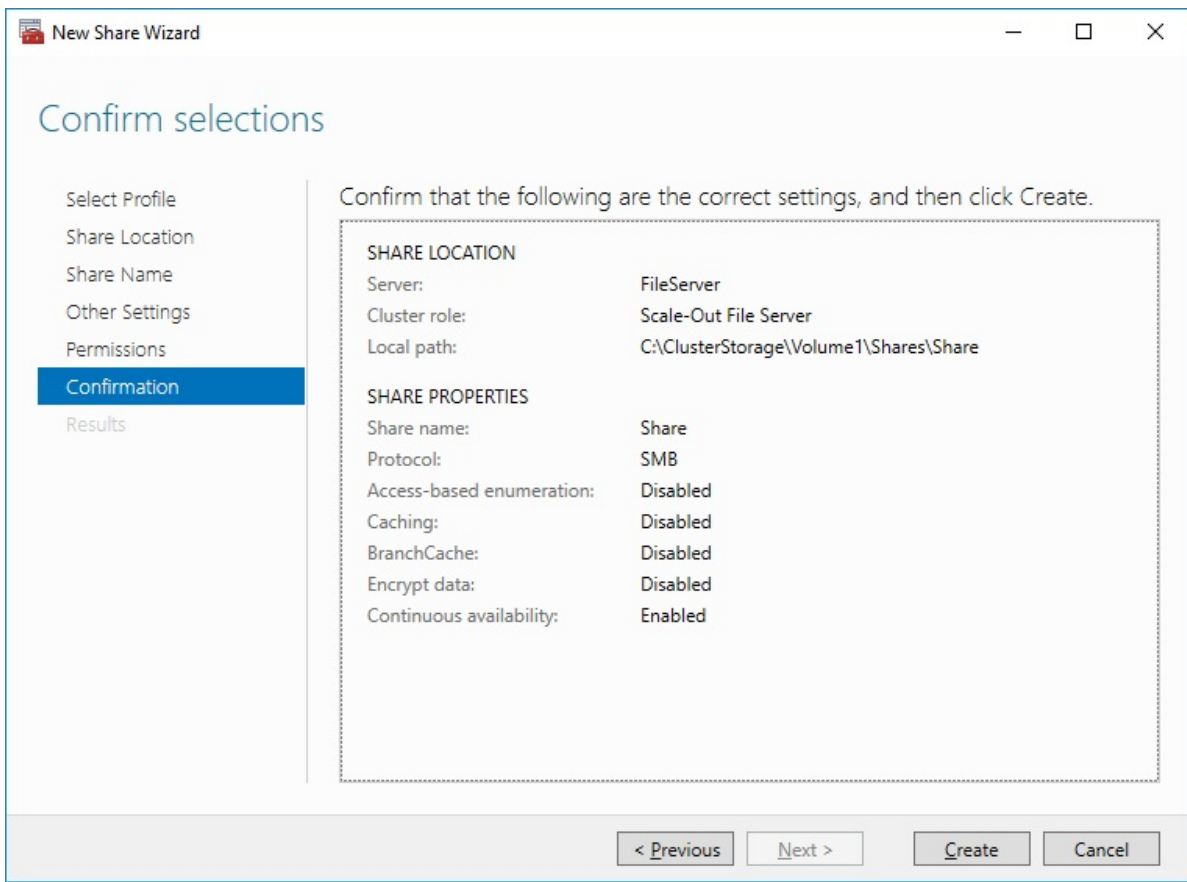 New Share Wizard
Confirm selections
Select Profile
Share Location
Share Name
Other Settings
Permissions
Confirmation
Results
Confirm that the following are the correct settings, and then click Create.
SHARE LOCATION
Server: FileServer
Cluster role: Scale-Out File Server
Local path: C:\ClusterStorage\Volume1\Shares\Share
SHARE PROPERTIES
Share name: Share
Protocol: SMB
Access-based enumeration: Disabled
Caching: Disabled
BranchCache: Disabled
Encrypt data: Disabled
Continuous availability: Enabled
< Previous Next > Create Cancel